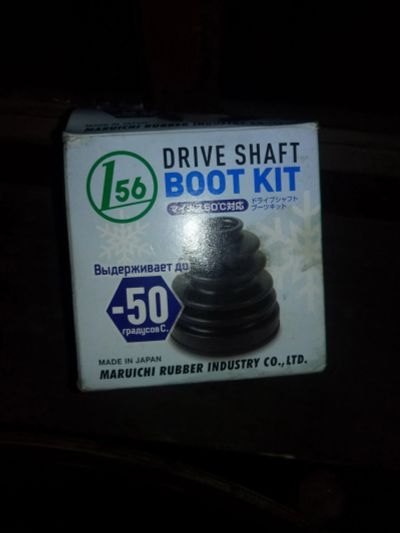 156
DRIVE SHAFT
BOOT KIT
マイナス50℃対応
ドライブシャフト
ブーツキット
Выдерживает до
-50
градусов С.
MADE IN JAPAN
MARUICHI RUBBER INDUSTRY CO.,LTD.